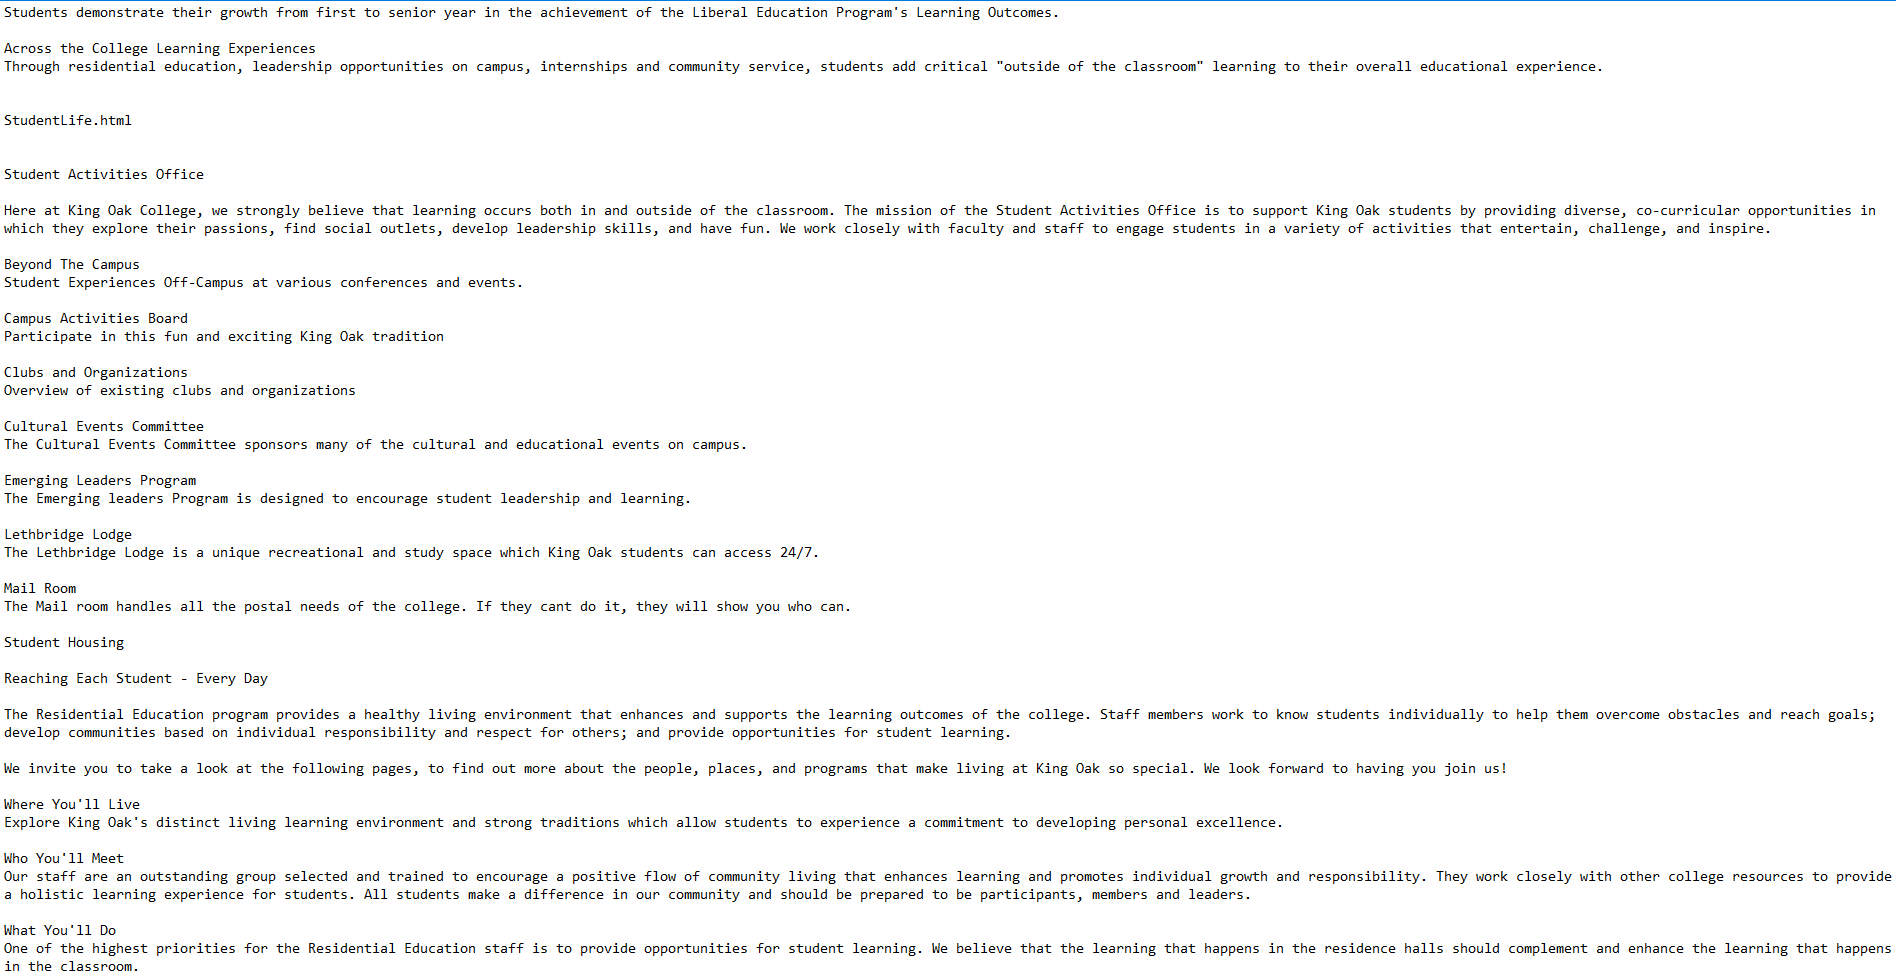 Students demonstrate their growth from first to senior year in the achievement of the Liberal Education Program's Learning Outcomes.
Across the College Learning Experiences
Through residential education, leadership opportunities on campus, internships and community service, students add critical "outside of the classroom" learning to their overall educational experience.
StudentLife.html
Student Activities Office
Here at King Oak College, we strongly believe that learning occurs both in and outside of the classroom. The mission of the Student Activities Office is to support King Oak students by providing diverse, co-curricular opportunities in
which they explore their passions, find social outlets, develop leadership skills, and have fun. We work closely with faculty and staff to engage students in a variety of activities that entertain, challenge, and inspire.
Beyond The Campus
Student Experiences Off-Campus at various conferences and events.
Campus Activities Board
Participate in this fun and exciting King Oak tradition
Clubs and Organizations
Overview of existing clubs and organizations
Cultural Events Committee
The Cultural Events Committee sponsors many of the cultural and educational events on campus.
Emerging Leaders Program
The Emerging leaders Program is designed to encourage student leadership and learning.
Lethbridge Lodge
The Lethbridge Lodge is a unique recreational and study space which King Oak students can access 24/7.
Mail Room
The Mail room handles all the postal needs of the college. If they cant do it, they will show you who can.
Student Housing
Reaching Each Student - Every Day
The Residential Education program provides a healthy living environment that enhances and supports the learning outcomes of the college. Staff members work to know students individually to help them overcome obstacles and reach goals;
develop communities based on individual responsibility and respect for others; and provide opportunities for student learning.
We invite you to take a look at the following pages, to find out more about the people, places, and programs that make living at King Oak so special. We look forward to having you join us!
Where You'll Live
Explore King Oak's distinct living learning environment and strong traditions which allow students to experience a commitment to developing personal excellence.
Who You'll Meet
Our staff are an outstanding group selected and trained to encourage a positive flow of community living that enhances learning and promotes individual growth and responsibility. They work closely with other college resources to provide
a holistic learning experience for students. All students make a difference in our community and should be prepared to be participants, members and leaders.
What You'll Do
One of the highest priorities for the Residential Education staff is to provide opportunities for student learning. We believe that the learning that happens in the residence halls should complement and enhance the learning that happens
in the classroom.